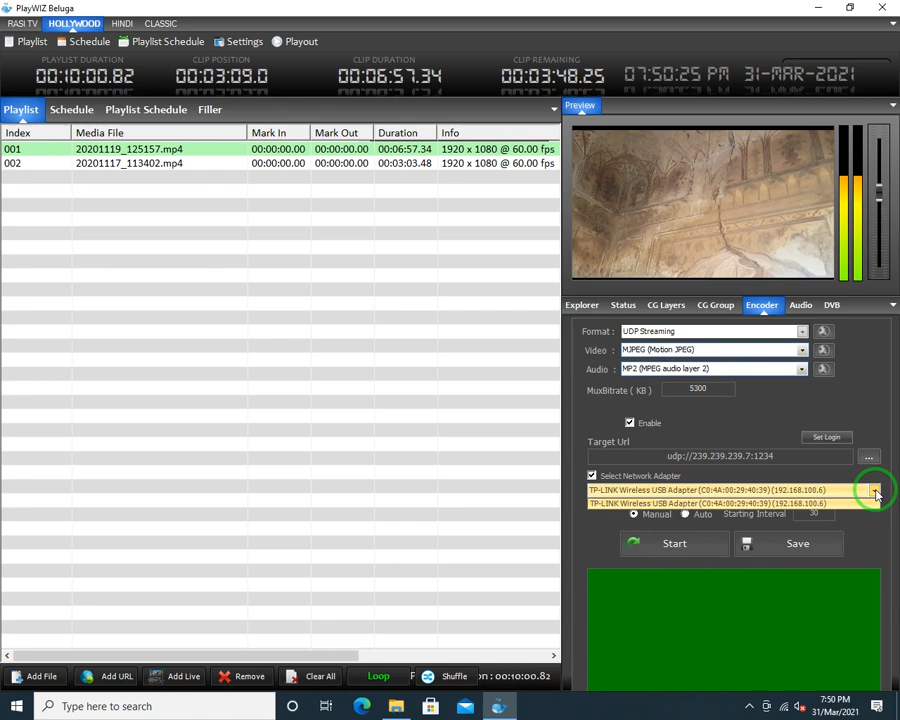 PlayWIZ Beluga
RASI TV HOLLYWOOD HINDI CLASSIC
Playlist Schedule Playlist Schedule Settings Playout
PLAYLIST DURATION CLIP POSITION CLIP DURATION CLIP REMAINING
00:10:00.82 00:03:09.0 00:06:57.34 00:03:48.25 07:50:25 PM 31-MAR-2021
Playlist Schedule Playlist Schedule Filler Preview
Index Media File Mark In Mark Out Duration Info
001 20201119_125157.mp4 00:00:00.00 00:00:00.00 00:06:57.34 1920 x 1080 @ 60.00 fps
002 20201117_113402.mp4 00:00:00.00 00:00:00.00 00:03:03.48 1920 x 1080 @ 60.00 fps
Explorer Status CG Layers CG Group Encoder Audio DVB
Format : UDP Streaming
Video : MJPEG (Motion JPEG)
Audio : MP2 (MPEG audio layer 2)
MuxBitrate ( KB ) 5300
Enable
Target Url Set Login
udp://239.239.239.7:1234 ...
Select Network Adapter
TP-LINK Wireless USB Adapter (C0:4A:00:29:40:39) (192.168.100.6)
TP-LINK Wireless USB Adapter (C0:4A:00:29:40:39) (192.168.100.6)
Manual Auto Starting Interval 30
Start Save
Add File Add URL Add Live Remove Clear All Loop Shuffle : 00:10:00.82
Type here to search
7:50 PM
31/Mar/2021